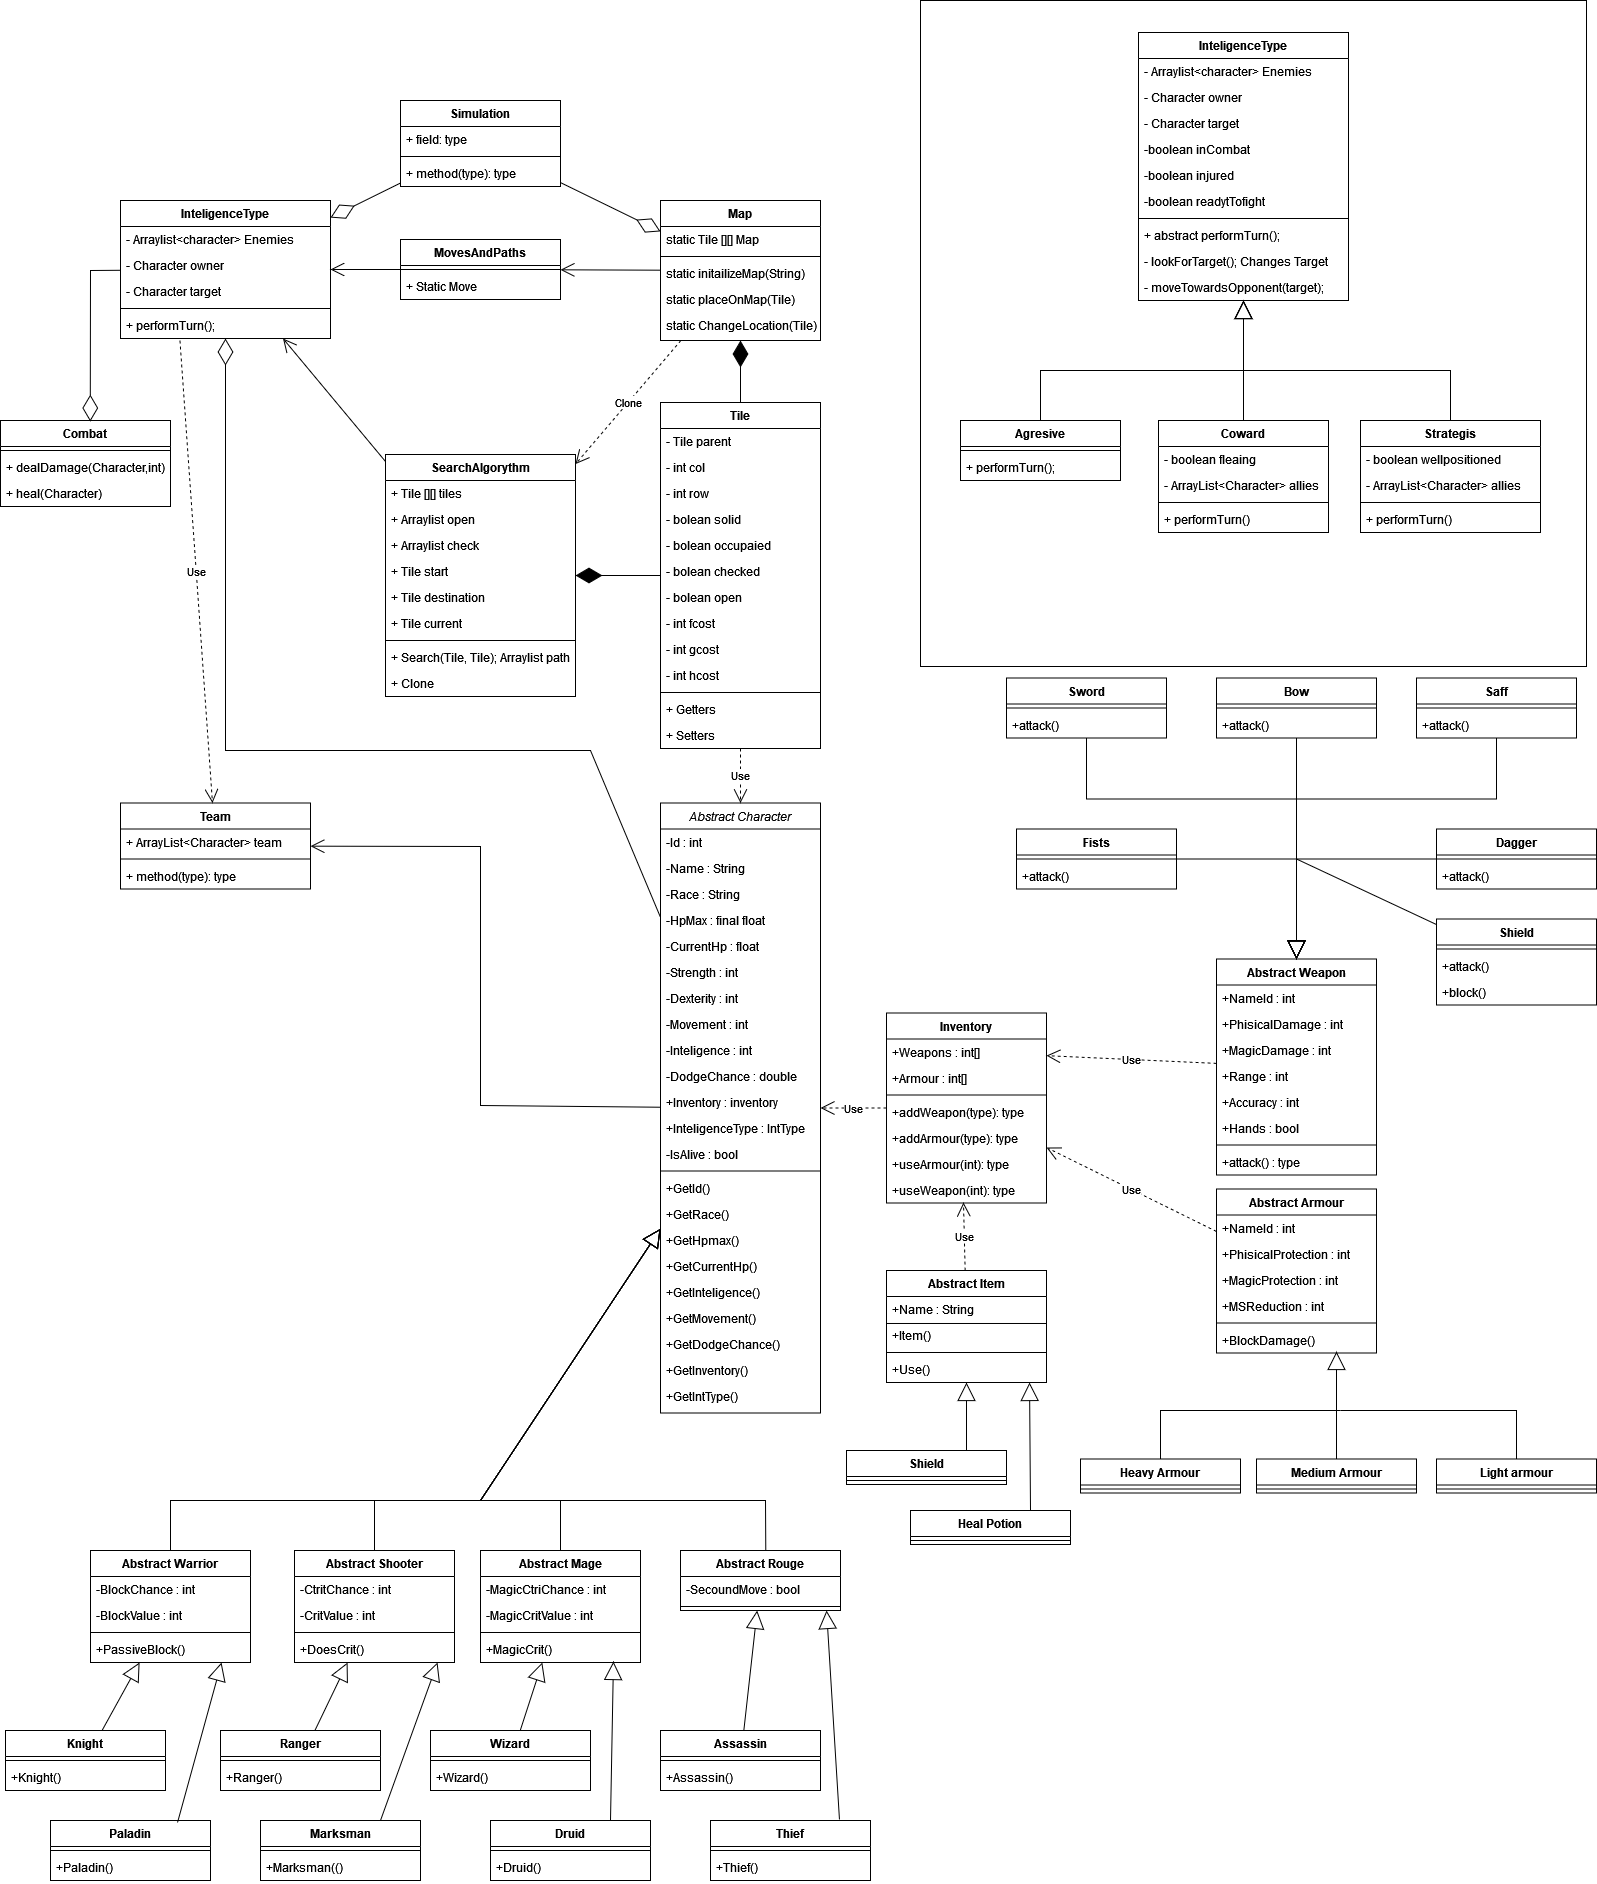 InteligenceType
- Arraylist<character> Enemies
- Character owner
- Character target
-boolean inCombat
-boolean injured
-boolean readytTofight
+ abstract performTurn();
- lookForTarget(); Changes Target
- moveTowardsOpponent(target);
Agresive
+ performTurn();
Coward
- boolean fleaing
- ArrayList<Character> allies
+ performTurn()
Strategis
- boolean wellpositioned
- ArrayList<Character> allies
+ performTurn()
Simulation
+ field: type
+ method(type): type
InteligenceType
- Arraylist<character> Enemies
- Character owner
- Character target
+ performTurn();
MovesAndPaths
+ Static Move
Map
static Tile [][] Map
static initailizeMap(String)
static placeOnMap(Tile)
static ChangeLocation(Tile)
Clone
Combat
+ dealDamage(Character,int)
+ heal(Character)
SearchAlgorythm
+ Tile [][] tiles
+ Arraylist open
+ Arraylist check
+ Tile start
+ Tile destination
+ Tile current
+ Search(Tile, Tile); Arraylist path
+ Clone
Tile
- Tile parent
- int col
- int row
- bolean solid
- bolean occupaied
- bolean checked
- bolean open
- int fcost
- int gcost
- int hcost
+ Getters
+ Setters
Use
Use
Team
+ ArrayList<Character> team
+ method(type): type
Abstract Character
-Id : int
-Name : String
-Race : String
-HpMax : final float
-CurrentHp : float
-Strength : int
-Dexterity : int
-Movement : int
-Inteligence : int
-DodgeChance : double
+Inventory : inventory
+InteligenceType : IntType
-IsAlive : bool
+GetId()
+GetRace()
+GetHpmax()
+GetCurrentHp()
+GetInteligence()
+GetMovement()
+GetDodgeChance()
+GetInventory()
+GetIntType()
Sword
+attack()
Bow
+attack()
Saff
+attack()
Fists
+attack()
Dagger
+attack()
Shield
+attack()
+block()
Abstract Weapon
+NameId : int
+PhisicalDamage : int
+MagicDamage : int
+Range : int
+Accuracy : int
+Hands : bool
+attack() : type
Use
Use
Use
Use
Inventory
+Weapons : int[]
+Armour : int[]
+addWeapon(type): type
+addArmour(type): type
+useArmour(int): type
+useWeapon(int): type
Abstract Armour
+NameId : int
+PhisicalProtection : int
+MagicProtection : int
+MSReduction : int
+BlockDamage()
Abstract Item
+Name : String
+Item()
+Use()
Shield
Heal Potion
Heavy Armour
Medium Armour
Light armour
Abstract Warrior
-BlockChance : int
-BlockValue : int
+PassiveBlock()
Abstract Shooter
-CtritChance : int
-CritValue : int
+DoesCrit()
Abstract Mage
-MagicCtriChance : int
-MagicCritValue : int
+MagicCrit()
Abstract Rouge
-SecoundMove : bool
Knight
+Knight()
Ranger
+Ranger()
Wizard
+Wizard()
Assassin
+Assassin()
Paladin
+Paladin()
Marksman
+Marksman(()
Druid
+Druid()
Thief
+Thief()